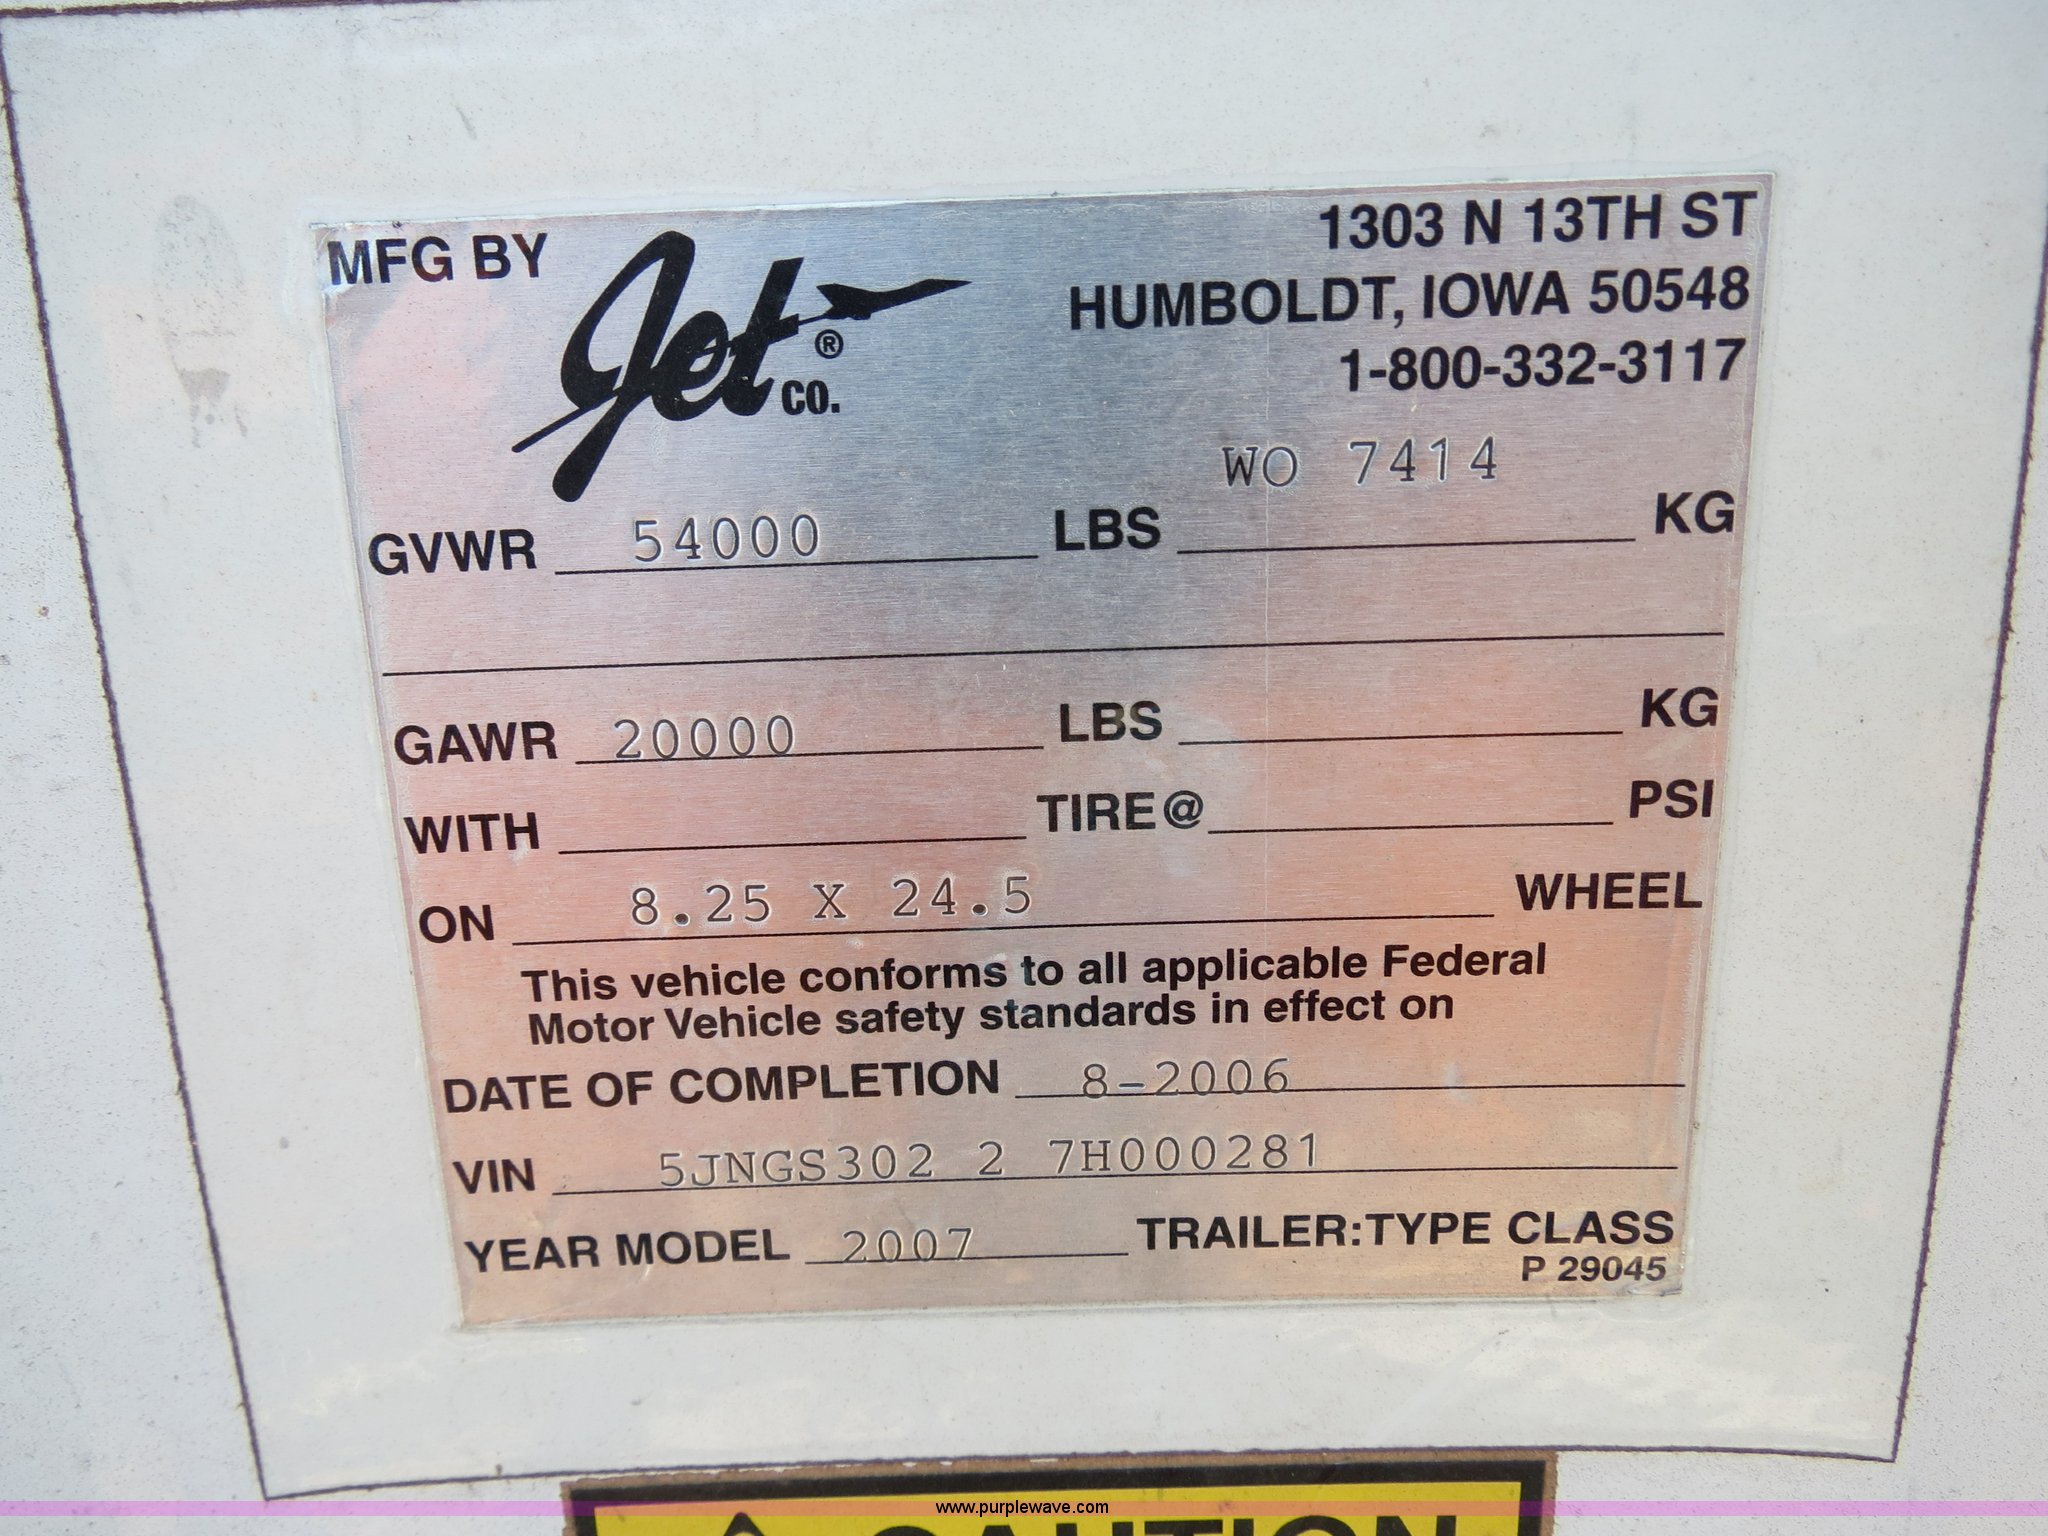 MFG BY Jet® CO.
1303 N 13TH ST
HUMBOLDT, IOWA 50548
1-800-332-3117
WO 7414
GVWR 54000 LBS KG
GAWR 20000 LBS KG
WITH TIRE@ PSI
ON 8.25 X 24.5 WHEEL
This vehicle conforms to all applicable Federal
Motor Vehicle safety standards in effect on
DATE OF COMPLETION 8-2006
VIN 5JNGS302 2 7H000281
YEAR MODEL 2007 TRAILER:TYPE CLASS
P 29045
www.purplewave.com
CAUTION